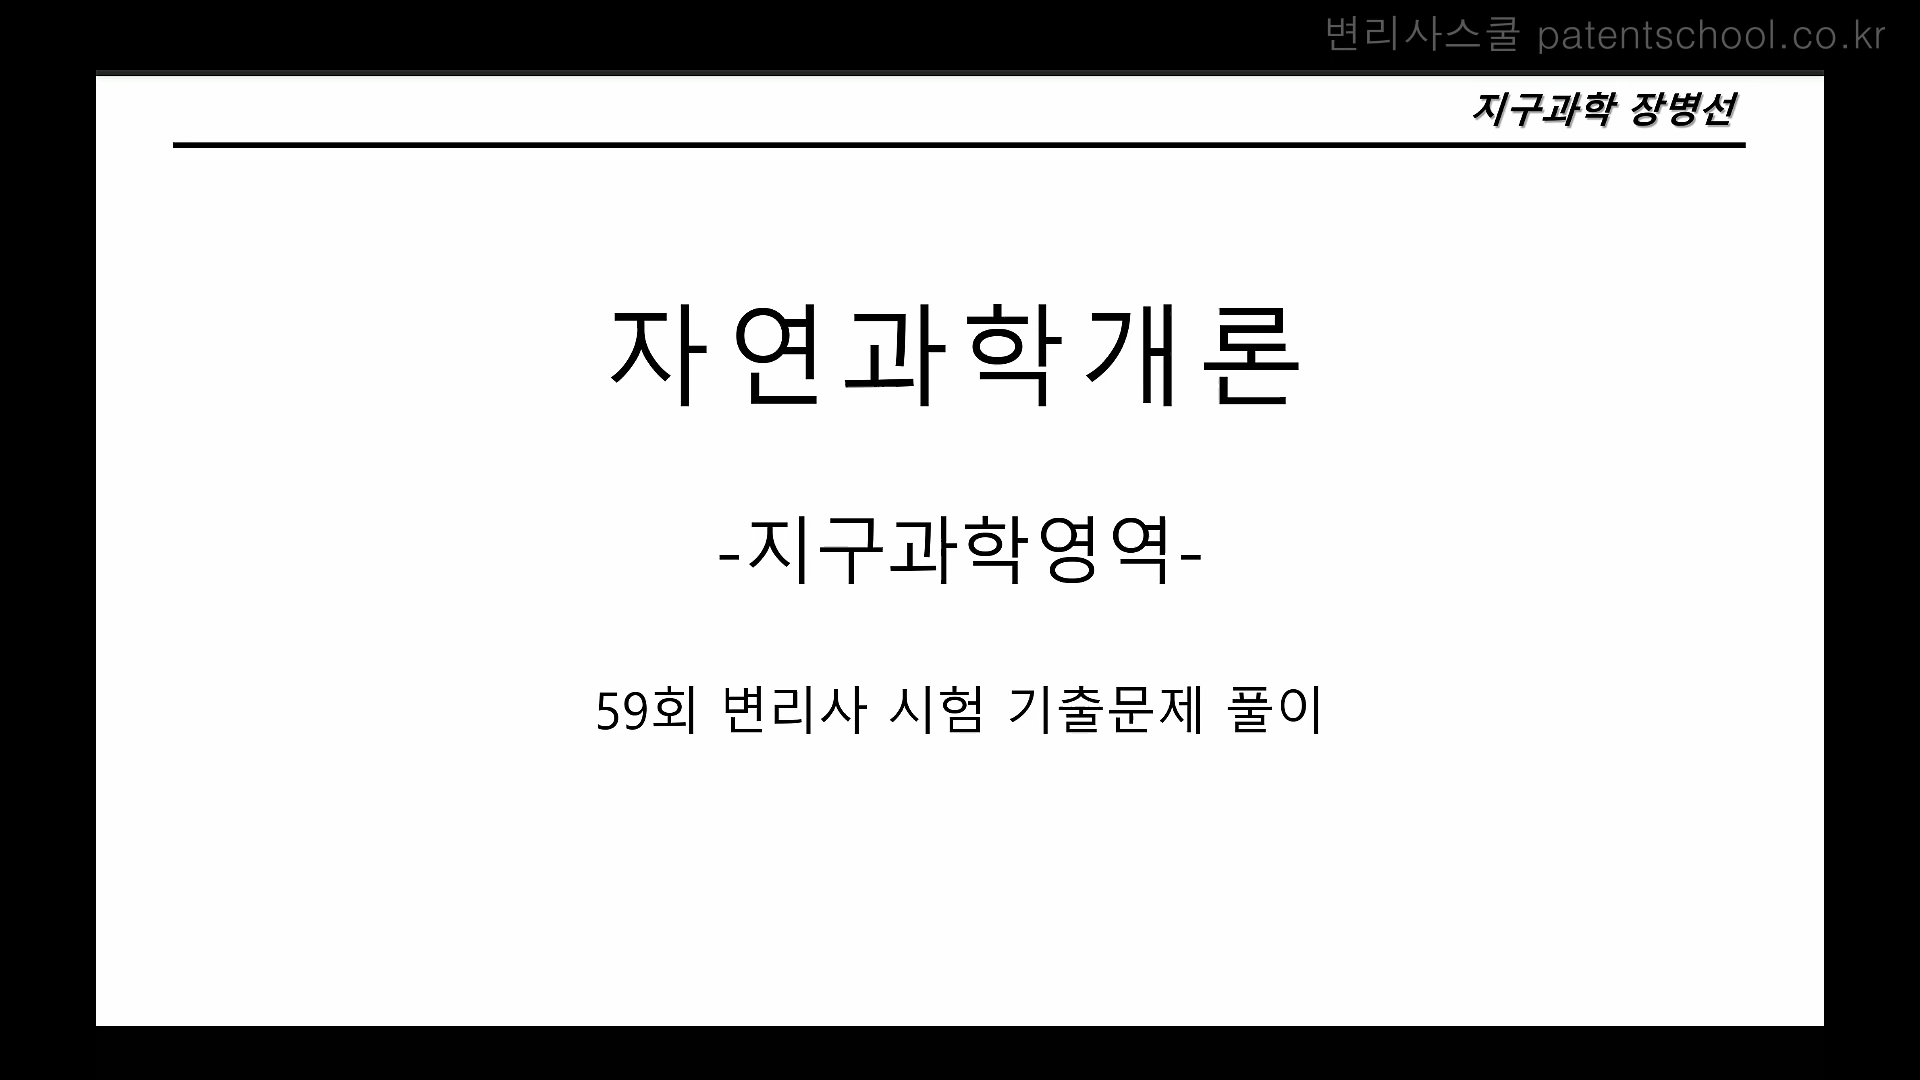 변리사스쿨 patentschool.co.kr
지구과학 장병선
자연과학개론
-지구과학영역-
59회 변리사 시험 기출문제 풀이